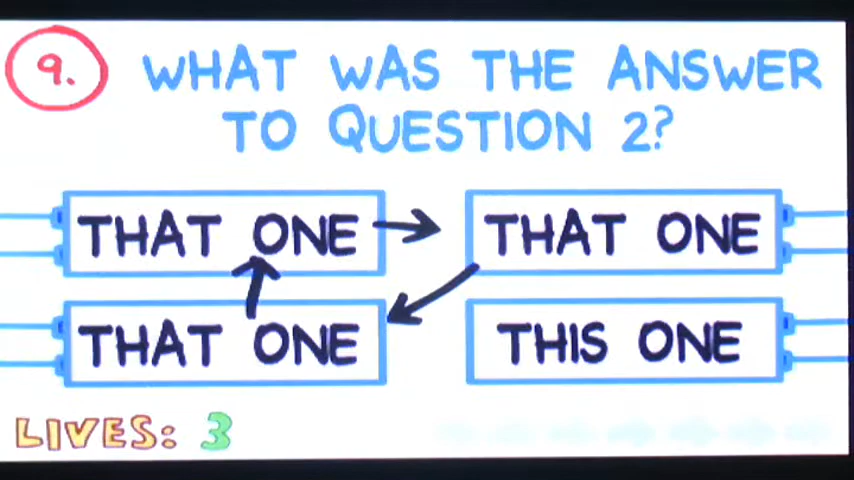 9. WHAT WAS THE ANSWER
TO QUESTION 2?
THAT ONE
THAT ONE
THAT ONE
THIS ONE
LIVES: 3